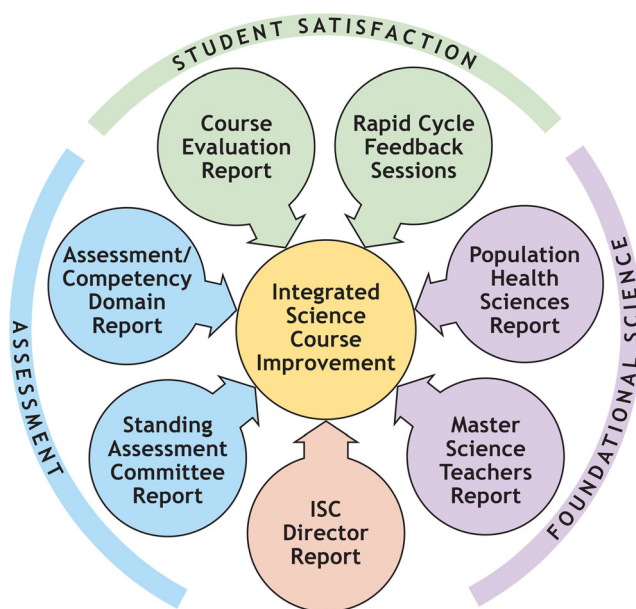 STUDENT SATISFACTION
Course
Evaluation
Report
Rapid Cycle
Feedback
Sessions
ASSESSMENT
Assessment/
Competency
Domain
Report
Integrated
Science
Course
Improvement
Population
Health
Sciences
Report
FOUNDATIONAL SCIENCE
Standing
Assessment
Committee
Report
ISC
Director
Report
Master
Science
Teachers
Report